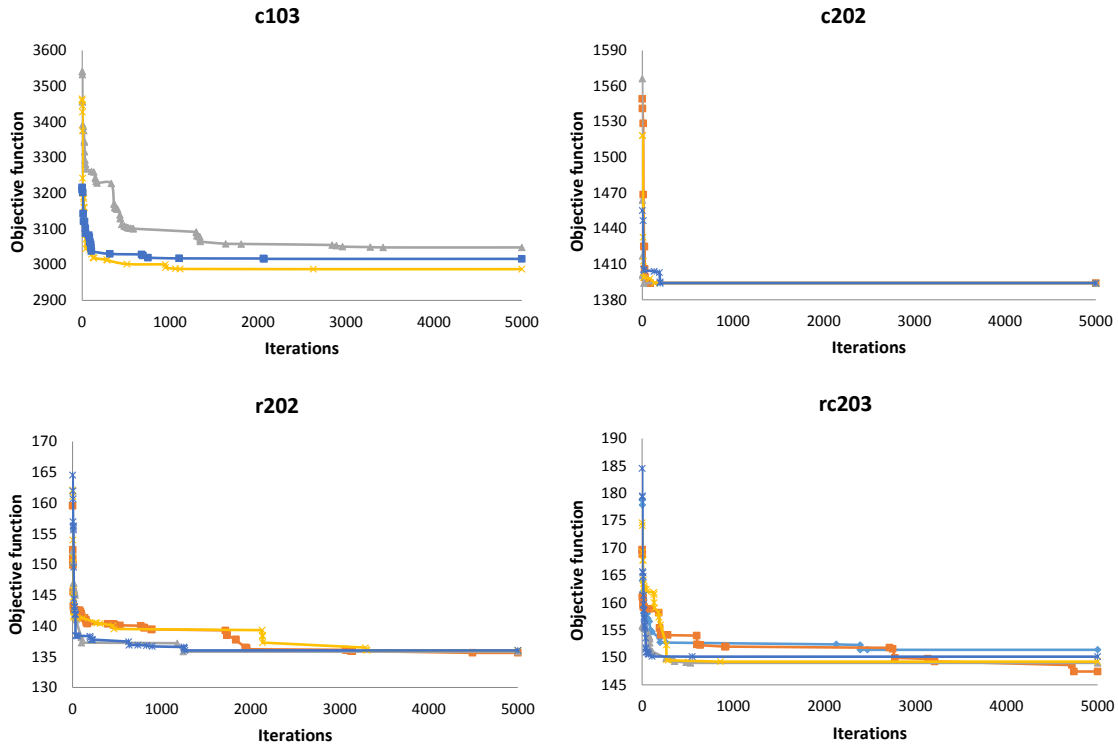 c103
3600
3500
3400
3300
3200
3100
3000
2900
0 1000 2000 3000 4000 5000
Objective function
Iterations
c202
1590
1560
1530
1500
1470
1440
1410
1380
0 1000 2000 3000 4000 5000
Objective function
Iterations
r202
170
165
160
155
150
145
140
135
130
0 1000 2000 3000 4000 5000
Objective function
Iterations
rc203
190
185
180
175
170
165
160
155
150
145
0 1000 2000 3000 4000 5000
Objective function
Iterations